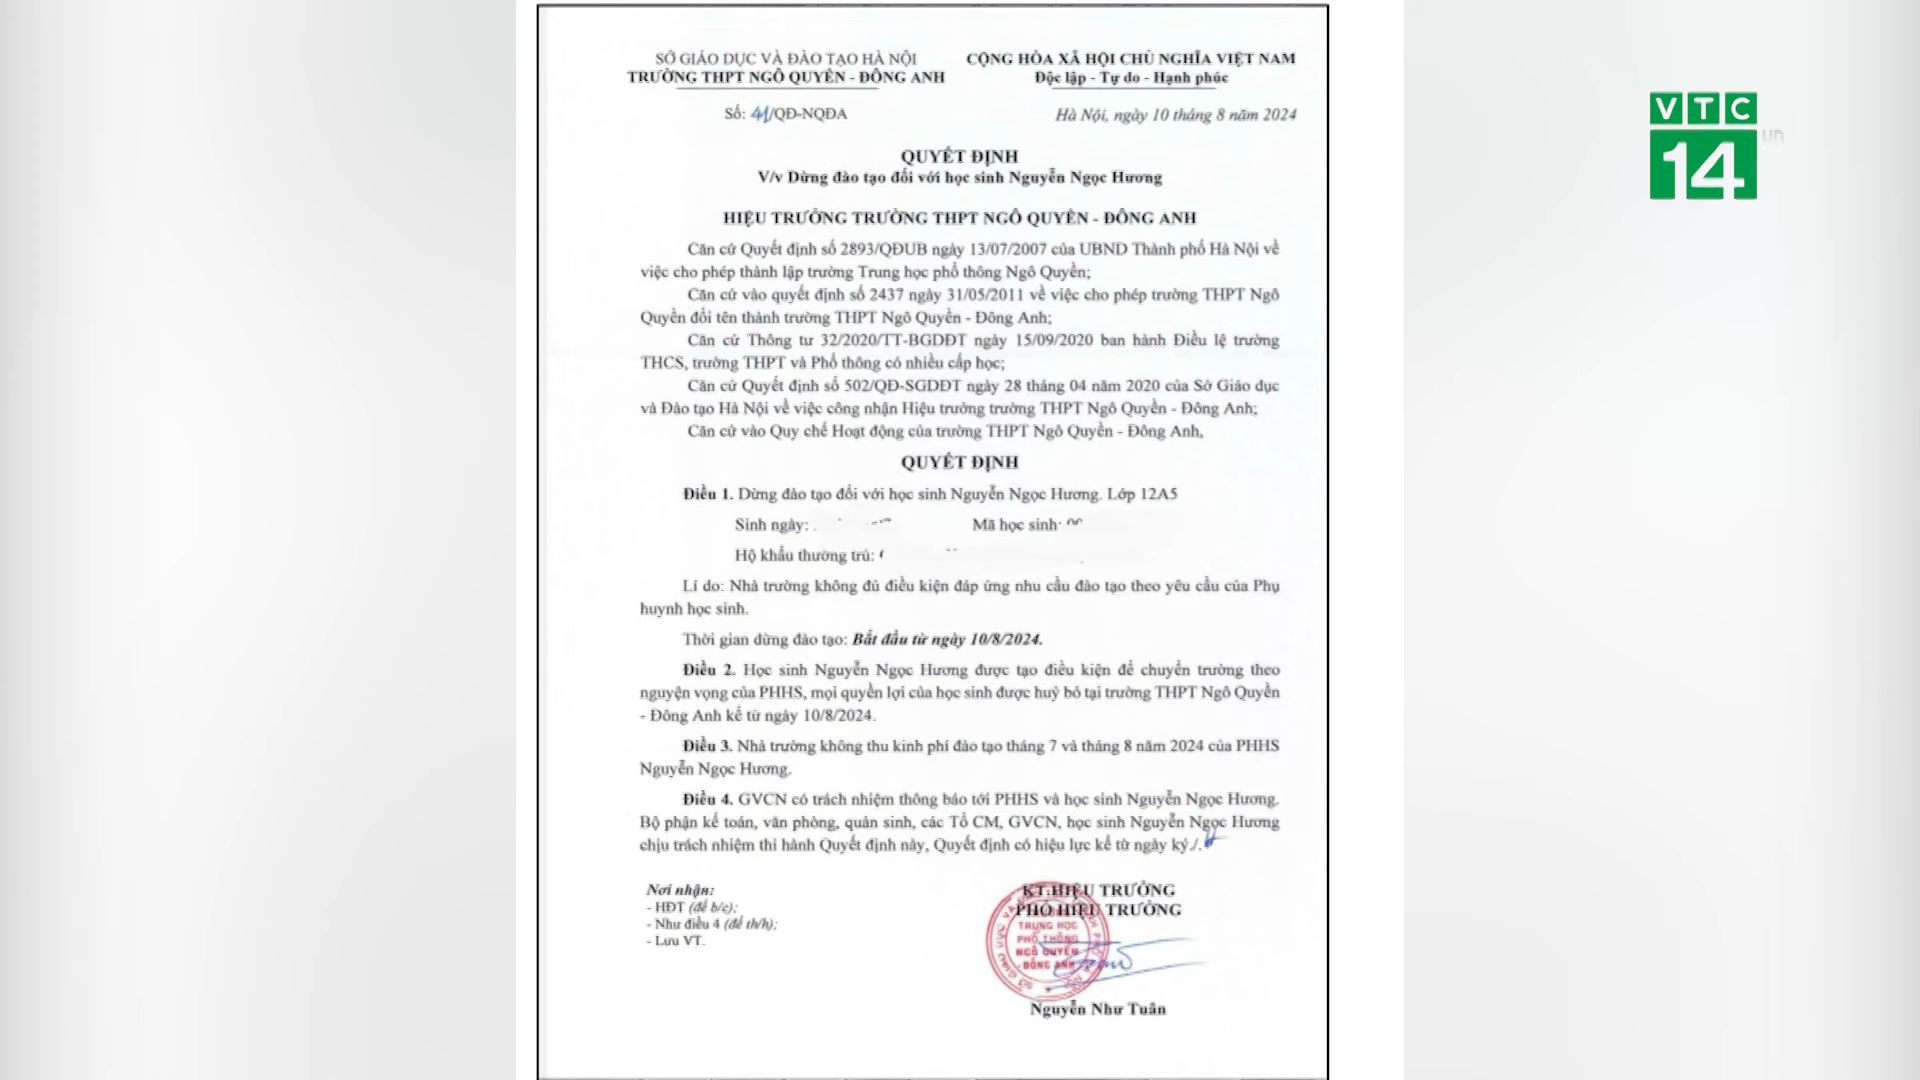 SỞ GIÁO DỤC VÀ ĐÀO TẠO HÀ NỘI
TRƯỜNG THPT NGÔ QUYỀN - ĐÔNG ANH
CỘNG HÒA XÃ HỘI CHỦ NGHĨA VIỆT NAM
Độc lập - Tự do - Hạnh phúc
Số: 41/QĐ-NQĐA
Hà Nội, ngày 10 tháng 8 năm 2024
VTC
14
QUYẾT ĐỊNH
V/v Dừng đào tạo đối với học sinh Nguyễn Ngọc Hương
HIỆU TRƯỞNG TRƯỜNG THPT NGÔ QUYỀN - ĐÔNG ANH
Căn cứ Quyết định số 2893/QĐUB ngày 13/07/2007 của UBND Thành phố Hà Nội về
việc cho phép thành lập trường Trung học phổ thông Ngô Quyền;
Căn cứ vào quyết định số 2437 ngày 31/05/2011 về việc cho phép trường THPT Ngô
Quyền đổi tên thành trường THPT Ngô Quyền - Đông Anh;
Căn cứ Thông tư 32/2020/TT-BGDĐT ngày 15/09/2020 ban hành Điều lệ trường
THCS, trường THPT và Phổ thông có nhiều cấp học;
Căn cứ Quyết định số 502/QĐ-SGDĐT ngày 28 tháng 04 năm 2020 của Sở Giáo dục
và Đào tạo Hà Nội về việc công nhận Hiệu trưởng trường THPT Ngô Quyền - Đông Anh;
Căn cứ vào Quy chế Hoạt động của trường THPT Ngô Quyền - Đông Anh,
QUYẾT ĐỊNH
Điều 1. Dừng đào tạo đối với học sinh Nguyễn Ngọc Hương. Lớp 12A5
Sinh ngày: Mã học sinh:
Hộ khẩu thường trú:
Lí do: Nhà trường không đủ điều kiện đáp ứng nhu cầu đào tạo theo yêu cầu của Phụ
huynh học sinh.
Thời gian dừng đào tạo: Bắt đầu từ ngày 10/8/2024.
Điều 2. Học sinh Nguyễn Ngọc Hương được tạo điều kiện để chuyển trường theo
nguyện vọng của PHHS, mọi quyền lợi của học sinh được huỷ bỏ tại trường THPT Ngô Quyền
- Đông Anh kể từ ngày 10/8/2024.
Điều 3. Nhà trường không thu kinh phí đào tạo tháng 7 và tháng 8 năm 2024 của PHHS
Nguyễn Ngọc Hương.
Điều 4. GVCN có trách nhiệm thông báo tới PHHS và học sinh Nguyễn Ngọc Hương.
Bộ phận kế toán, văn phòng, quản sinh, các Tổ CM, GVCN, học sinh Nguyễn Ngọc Hương
chịu trách nhiệm thi hành Quyết định này, Quyết định có hiệu lực kể từ ngày ký./.
Nơi nhận:
- HĐT (để b/c);
- Như điều 4 (để th/h);
- Lưu VT.
KT.HIỆU TRƯỞNG
PHÓ HIỆU TRƯỞNG
TRUNG HỌC
PHỔ THÔNG
NGÔ QUYỀN
ĐÔNG ANH
Nguyễn Như Tuân